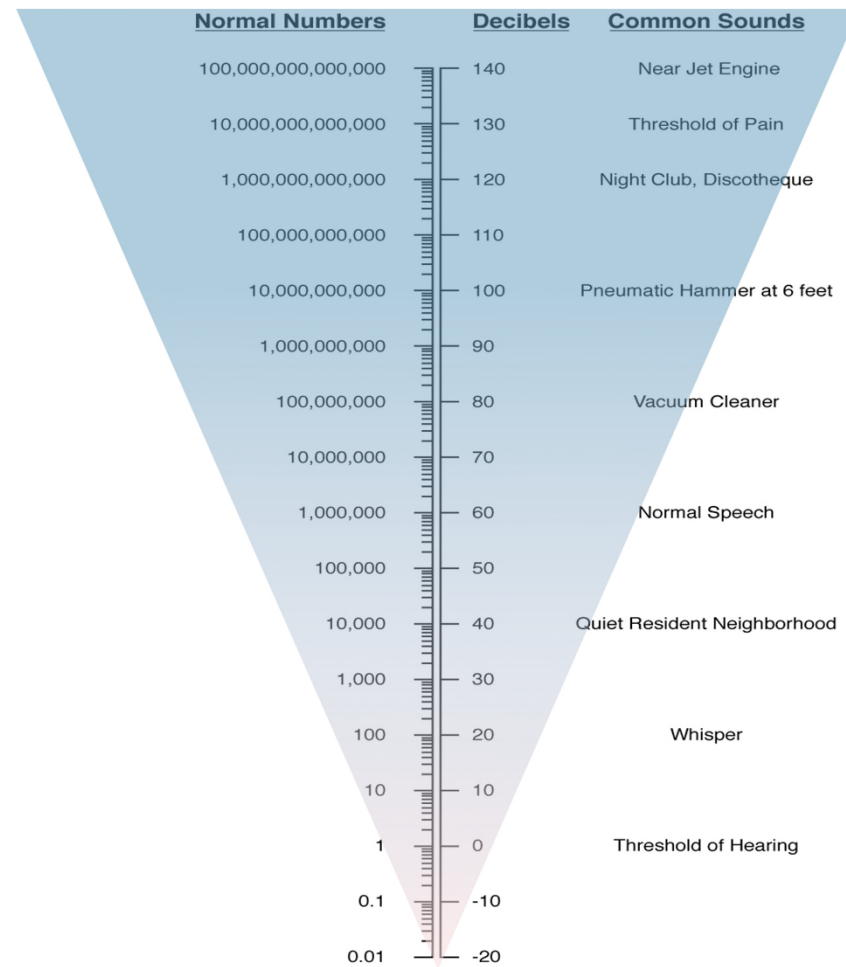 Normal Numbers Decibels Common Sounds
100,000,000,000,000 140 Near Jet Engine
10,000,000,000,000 130 Threshold of Pain
1,000,000,000,000 120 Night Club, Discotheque
100,000,000,000 110
10,000,000,000 100 Pneumatic Hammer at 6 feet
1,000,000,000 90
100,000,000 80 Vacuum Cleaner
10,000,000 70
1,000,000 60 Normal Speech
100,000 50
10,000 40 Quiet Resident Neighborhood
1,000 30
100 20 Whisper
10 10
1 0 Threshold of Hearing
0.1 -10
0.01 -20